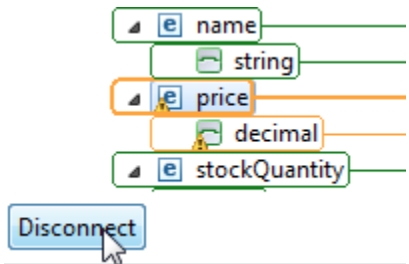 e name
string
e price
decimal
e stockQuantity
Disconnect